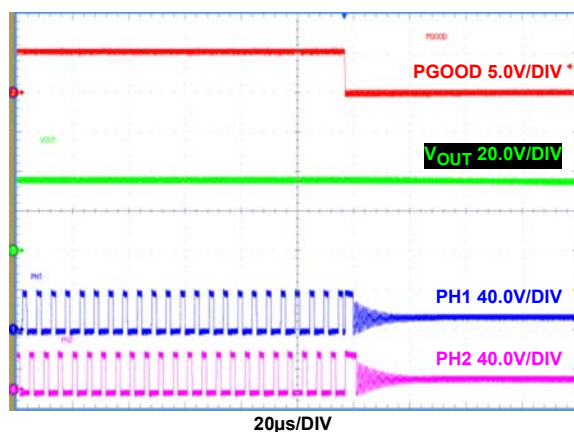 PGOOD
PGOOD 5.0V/DIV
VOUT
VOUT 20.0V/DIV
PH1
PH1 40.0V/DIV
PH2
PH2 40.0V/DIV
20µs/DIV